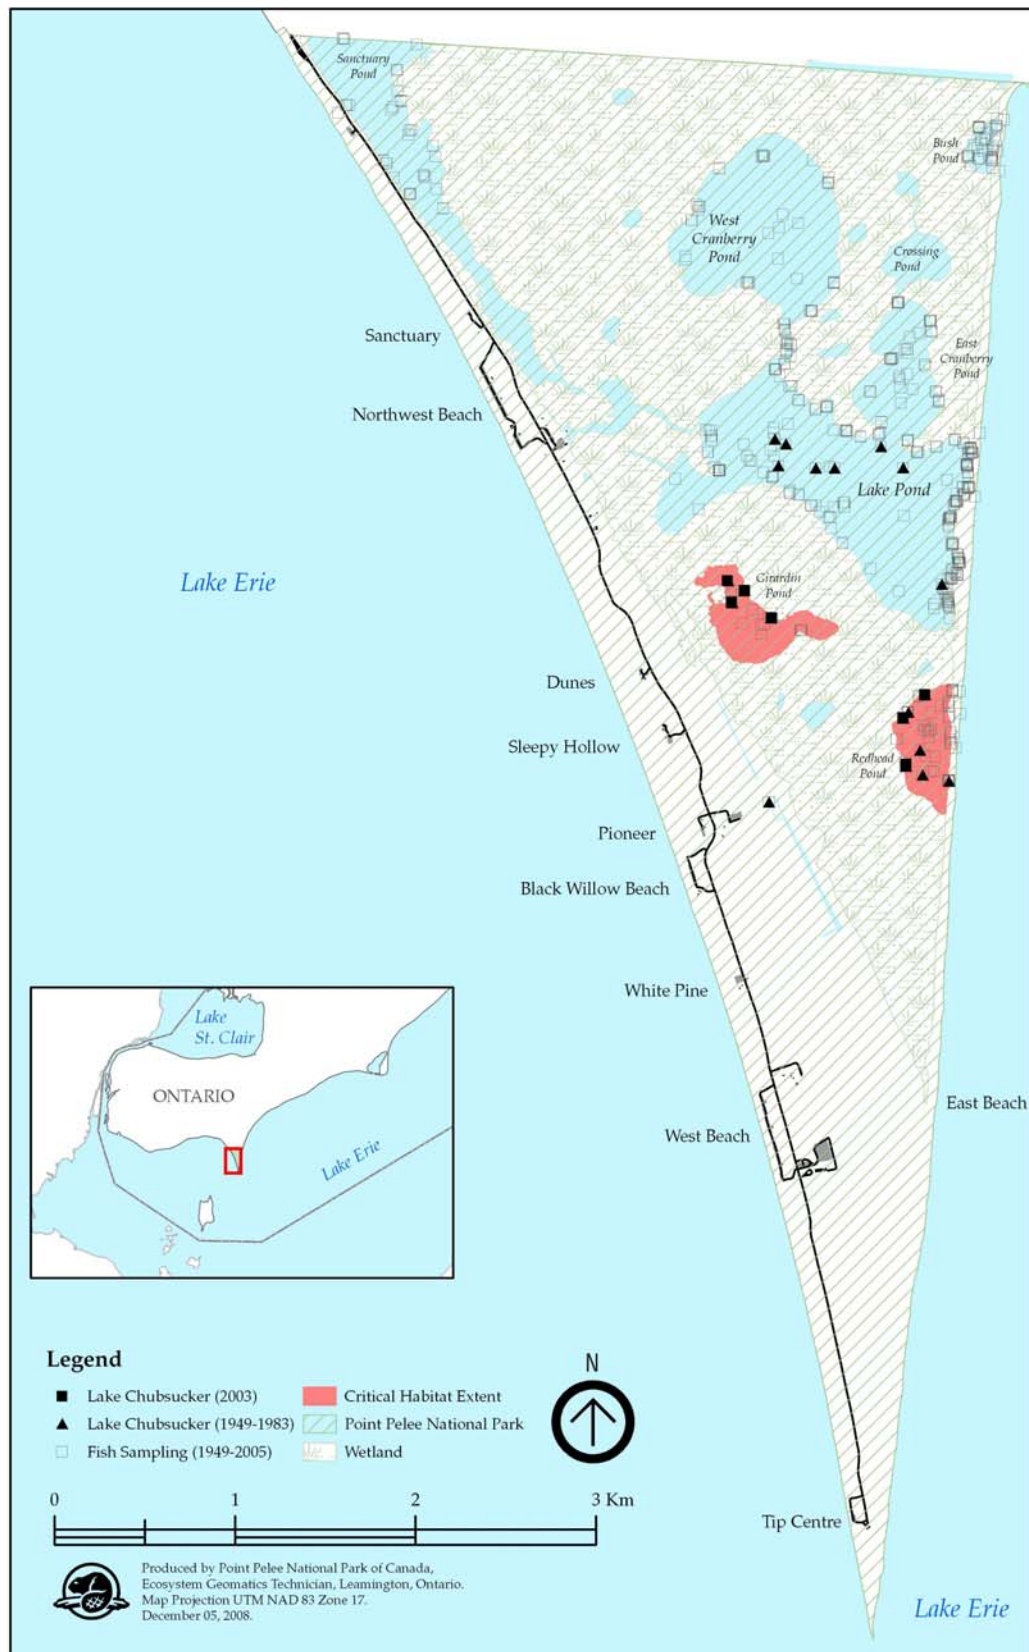 Sanctuary
Pond
Bush
Pond
West
Cranberry
Pond
Crossing
Pond
Sanctuary
East
Cranberry
Pond
Northwest Beach
Lake Pond
Lake Erie
Girardin
Pond
Dunes
Sleepy Hollow
Redhead
Pond
Pioneer
Black Willow Beach
White Pine
Lake
St. Clair
ONTARIO
Lake Erie
East Beach
West Beach
Legend
N
Lake Chubsucker (2003)
Critical Habitat Extent
Lake Chubsucker (1949-1983)
Point Pelee National Park
Fish Sampling (1949-2005)
Wetland
0 1 2 3 Km
Tip Centre
Produced by Point Pelee National Park of Canada,
Ecosystem Geomatics Technician, Leamington, Ontario.
Map Projection UTM NAD 83 Zone 17.
December 05, 2008.
Lake Erie